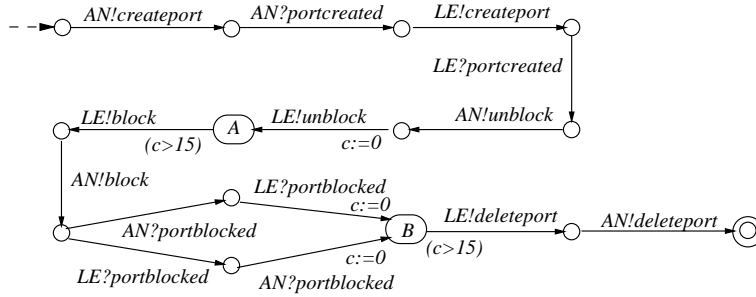 AN!createport AN?portcreated LE!createport
LE?portcreated
LE!block A LE!unblock AN!unblock
(c>15) c:=0
AN!block
LE?portblocked
c:=0
AN?portblocked B LE!deleteport AN!deleteport
(c>15)
c:=0
LE?portblocked AN?portblocked